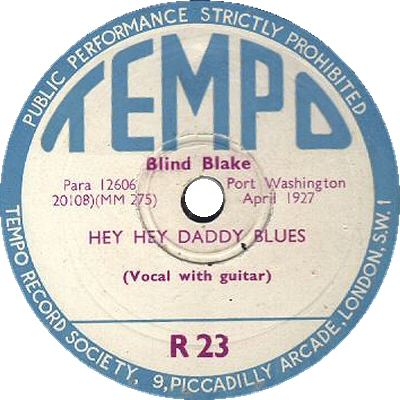 PUBLIC PERFORMANCE STRICTLY PROHIBITED
TEMPO
Blind Blake
Para 12606 Port Washington
20108)(MM 275) April 1927
HEY HEY DADDY BLUES
(Vocal with guitar)
R 23
TEMPO RECORD SOCIETY, 9, PICCADILLY ARCADE, LONDON, S.W. 1